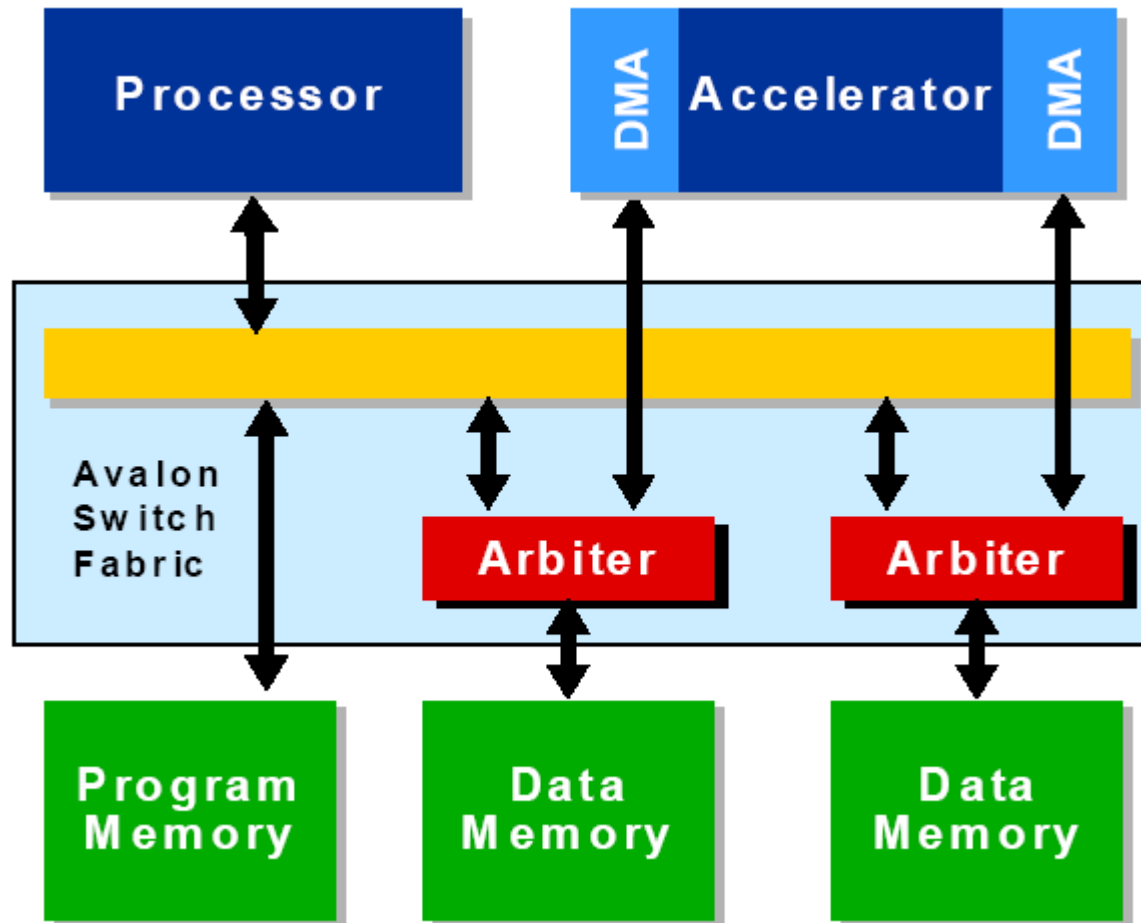 Processor
DMA
Accelerator
DMA
Avalon
Switch
Fabric
Arbiter
Arbiter
Program
Memory
Data
Memory
Data
Memory